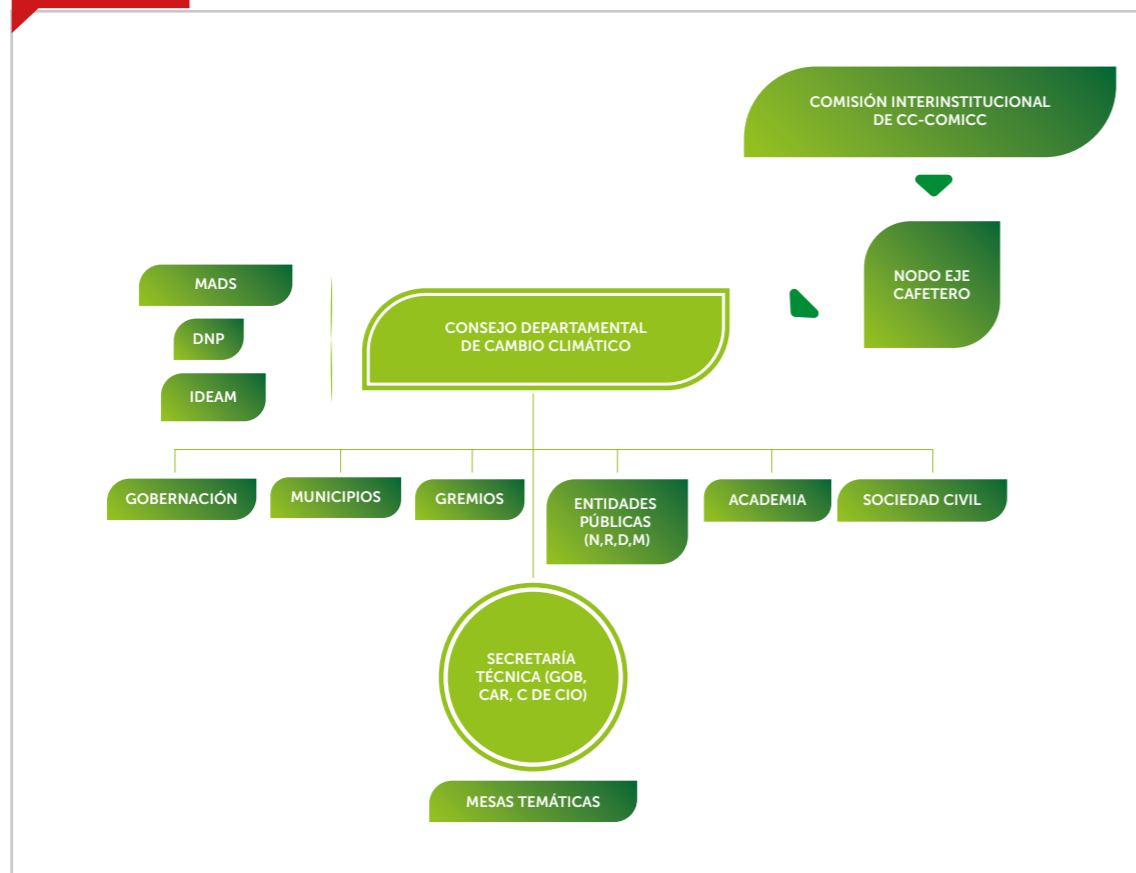 COMISIÓN INTERINSTITUCIONAL
DE CC-COMICC
NODO EJE
CAFETERO
MADS
DNP
IDEAM
CONSEJO DEPARTAMENTAL
DE CAMBIO CLIMÁTICO
GOBERNACIÓN
MUNICIPIOS
GREMIOS
ENTIDADES
PÚBLICAS
(N,R,D,M)
ACADEMIA
SOCIEDAD CIVIL
SECRETARÍA
TÉCNICA (GOB,
CAR, C DE CIO)
MESAS TEMÁTICAS